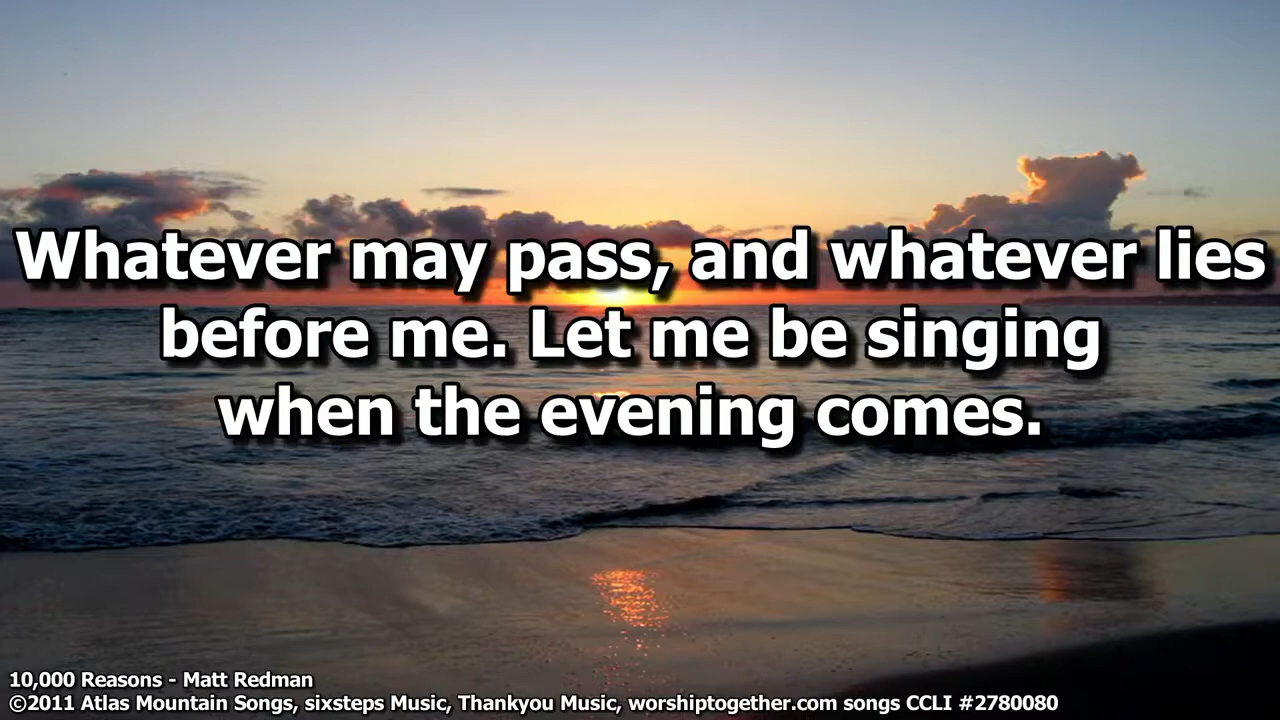 Whatever may pass, and whatever lies
before me. Let me be singing
when the evening comes.
10,000 Reasons - Matt Redman
©2011 Atlas Mountain Songs, sixsteps Music, Thankyou Music, worshiptogether.com songs CCLI #2780080